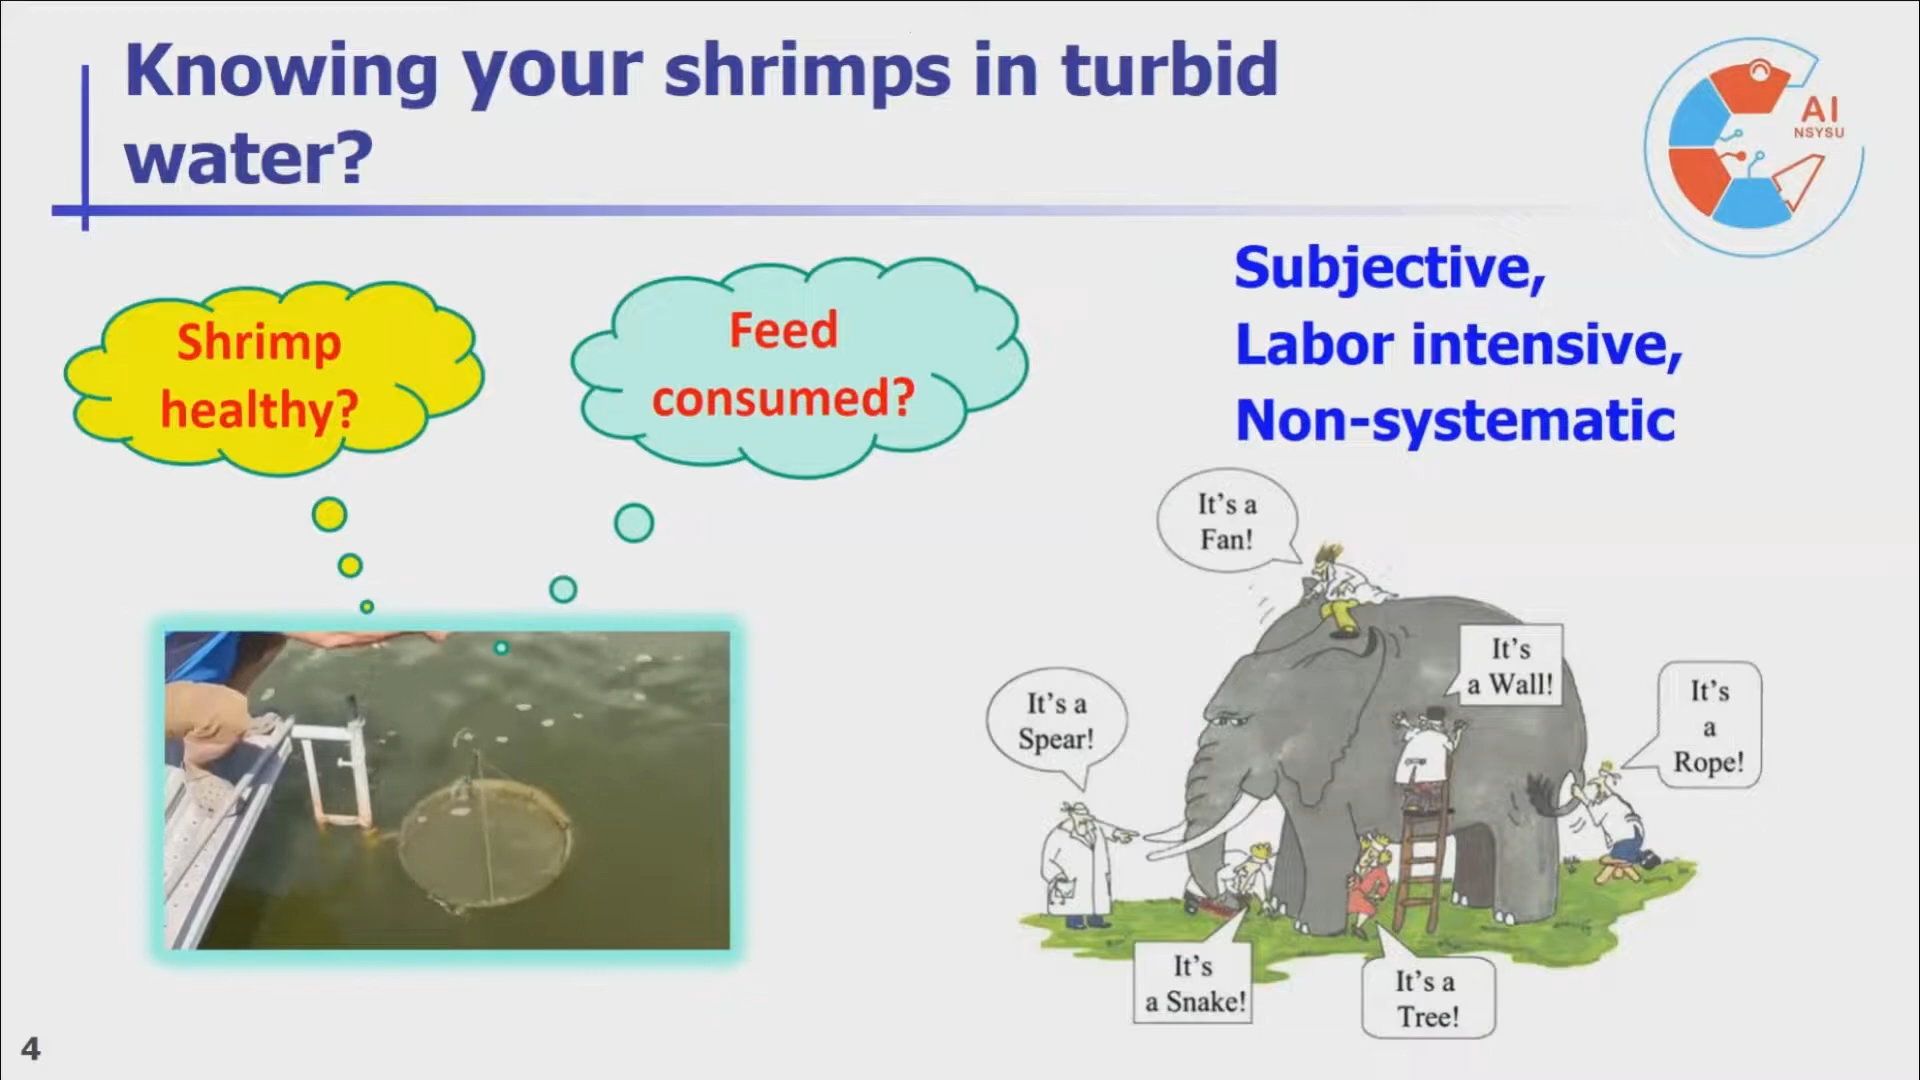 Knowing your shrimps in turbid
water?
AI
NSYSU
Shrimp
healthy?
Feed
consumed?
Subjective,
Labor intensive,
Non-systematic
It's a
Fan!
It's
a Wall!
It's
a
Rope!
It's a
Spear!
It's
a Snake!
It's a
Tree!
4